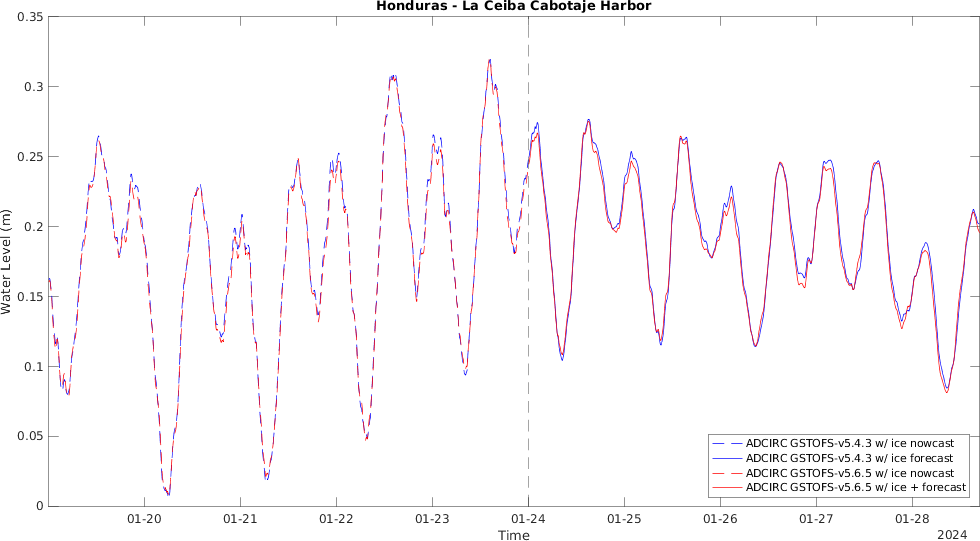 Honduras - La Ceiba Cabotaje Harbor
0.35
0.3
0.25
0.2
0.15
0.1
0.05
0
Water Level (m)
01-20 01-21 01-22 01-23 01-24 01-25 01-26 01-27 01-28
Time
2024
ADCIRC GSTOFS-v5.4.3 w/ ice nowcast
ADCIRC GSTOFS-v5.4.3 w/ ice forecast
ADCIRC GSTOFS-v5.6.5 w/ ice nowcast
ADCIRC GSTOFS-v5.6.5 w/ ice + forecast